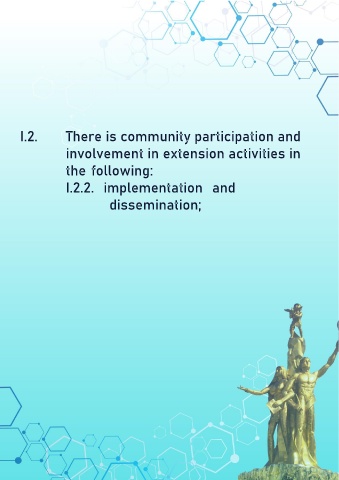 I.2. There is community participation and
involvement in extension activities in
the following:
I.2.2. implementation and
dissemination;